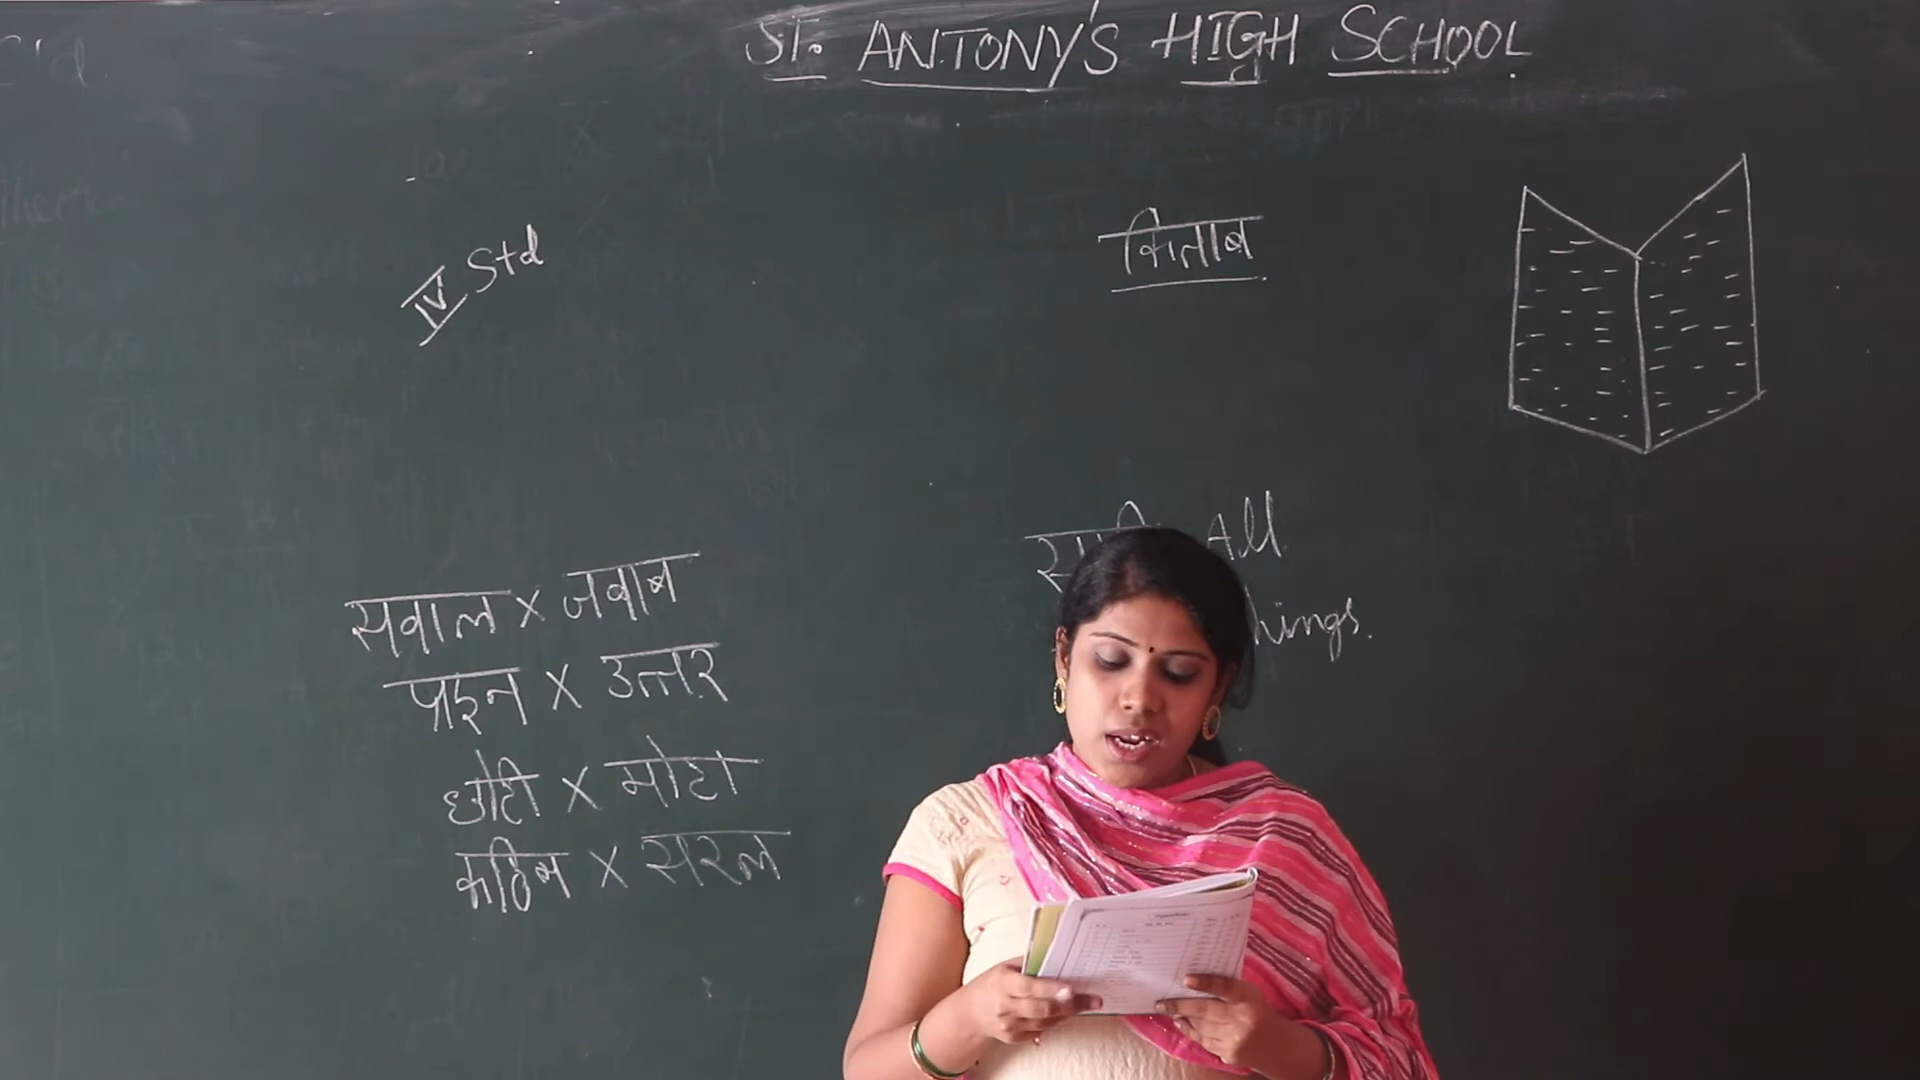 ST. ANTONY'S HIGH SCHOOL
IV Std
किताब
All
सवाल x जवाब
प्रश्न x उत्तर
छोटी x मोटा
कठिन x सरल